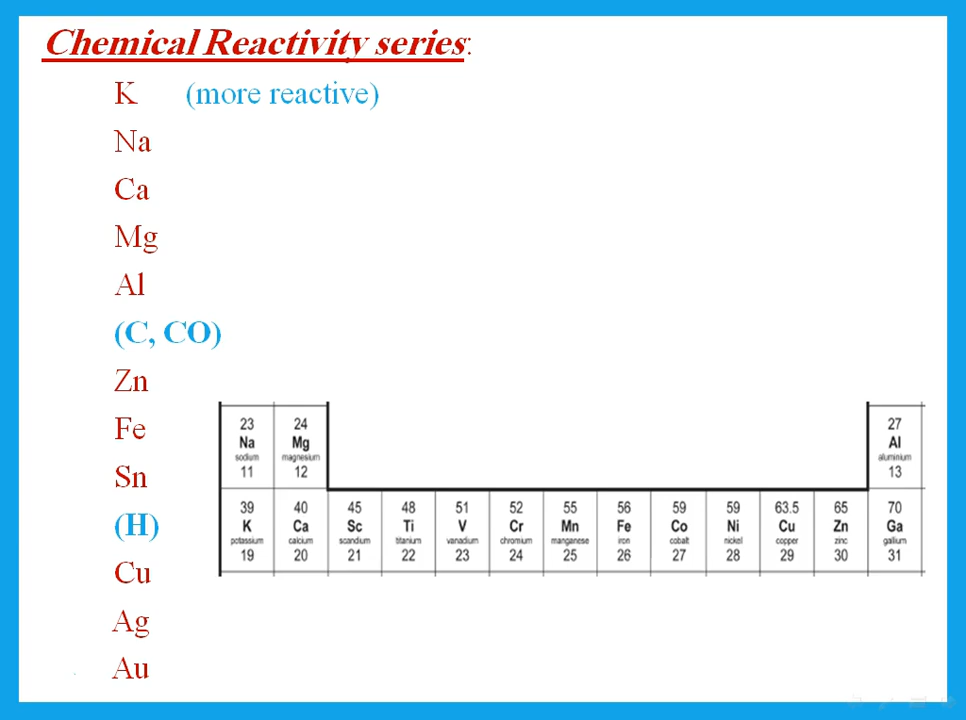 Chemical Reactivity series:
K (more reactive)
Na
Ca
Mg
Al
(C, CO)
Zn
Fe
Sn
(H)
Cu
Ag
Au
23 24 27
Na Mg Al
sodium magnesium aluminium
11 12 13
39 40 45 48 51 52 55 56 59 59 63.5 65 70
K Ca Sc Ti V Cr Mn Fe Co Ni Cu Zn Ga
potassium calcium scandium titanium vanadium chromium manganese iron cobalt nickel copper zinc gallium
19 20 21 22 23 24 25 26 27 28 29 30 31